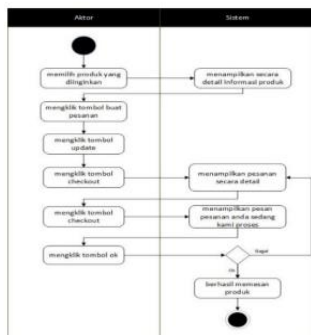 Aktor
Sistem
memilih produk yang
diinginkan
menampilkan secara
detail informasi produk
mengklik tombol buat
pesanan
mengklik tombol
update
mengklik tombol
checkout
menampilkan pesanan
secara detail
mengklik tombol
checkout
menampilkan pesan
pesanan anda sedang
kami proses
mengklik tombol ok
Gagal
Ok
berhasil memesan
produk